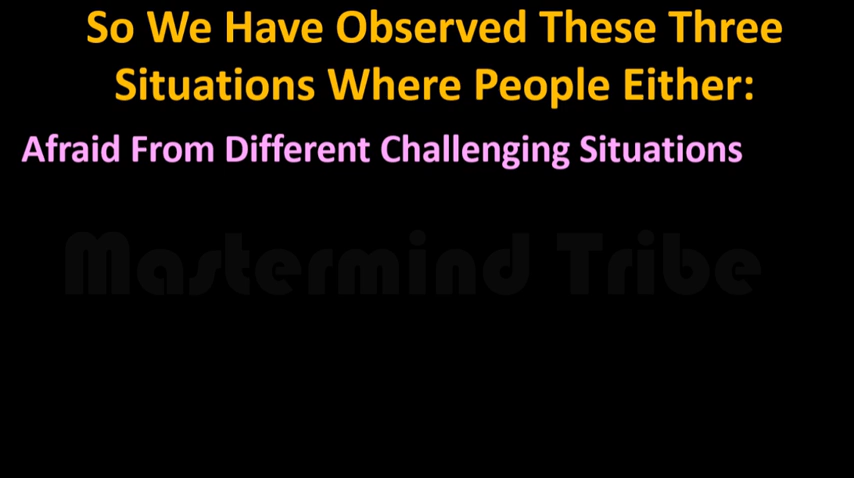 So We Have Observed These Three
Situations Where People Either:
Afraid From Different Challenging Situations
Mastermind Tribe